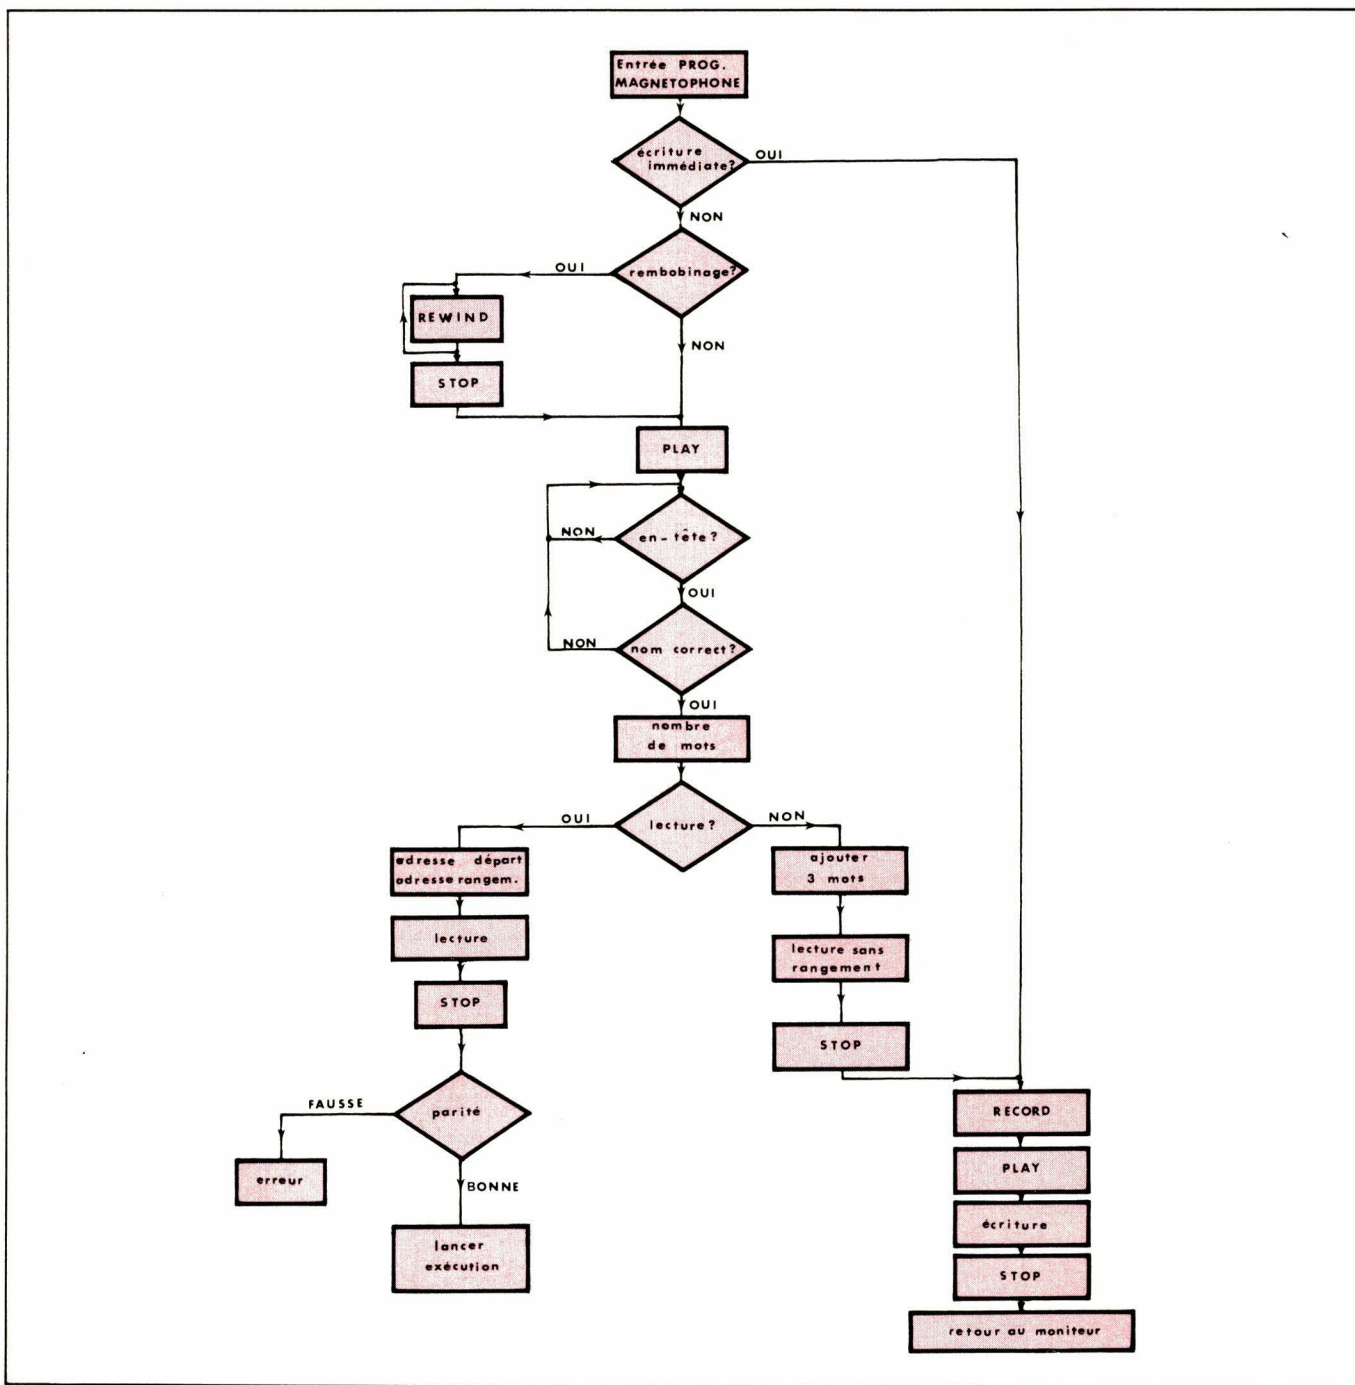 Entrée PROG.
MAGNETOPHONE
écriture
immédiate?
OUI
NON
rembobinage?
OUI
NON
REWIND
STOP
PLAY
en-tête?
NON
OUI
nom correct?
NON
OUI
nombre
de mots
lecture?
OUI
NON
adresse départ
adresse rangem.
lecture
STOP
parité
FAUSSE
erreur
BONNE
lancer
exécution
ajouter
3 mots
lecture sans
rangement
STOP
RECORD
PLAY
écriture
STOP
retour au moniteur